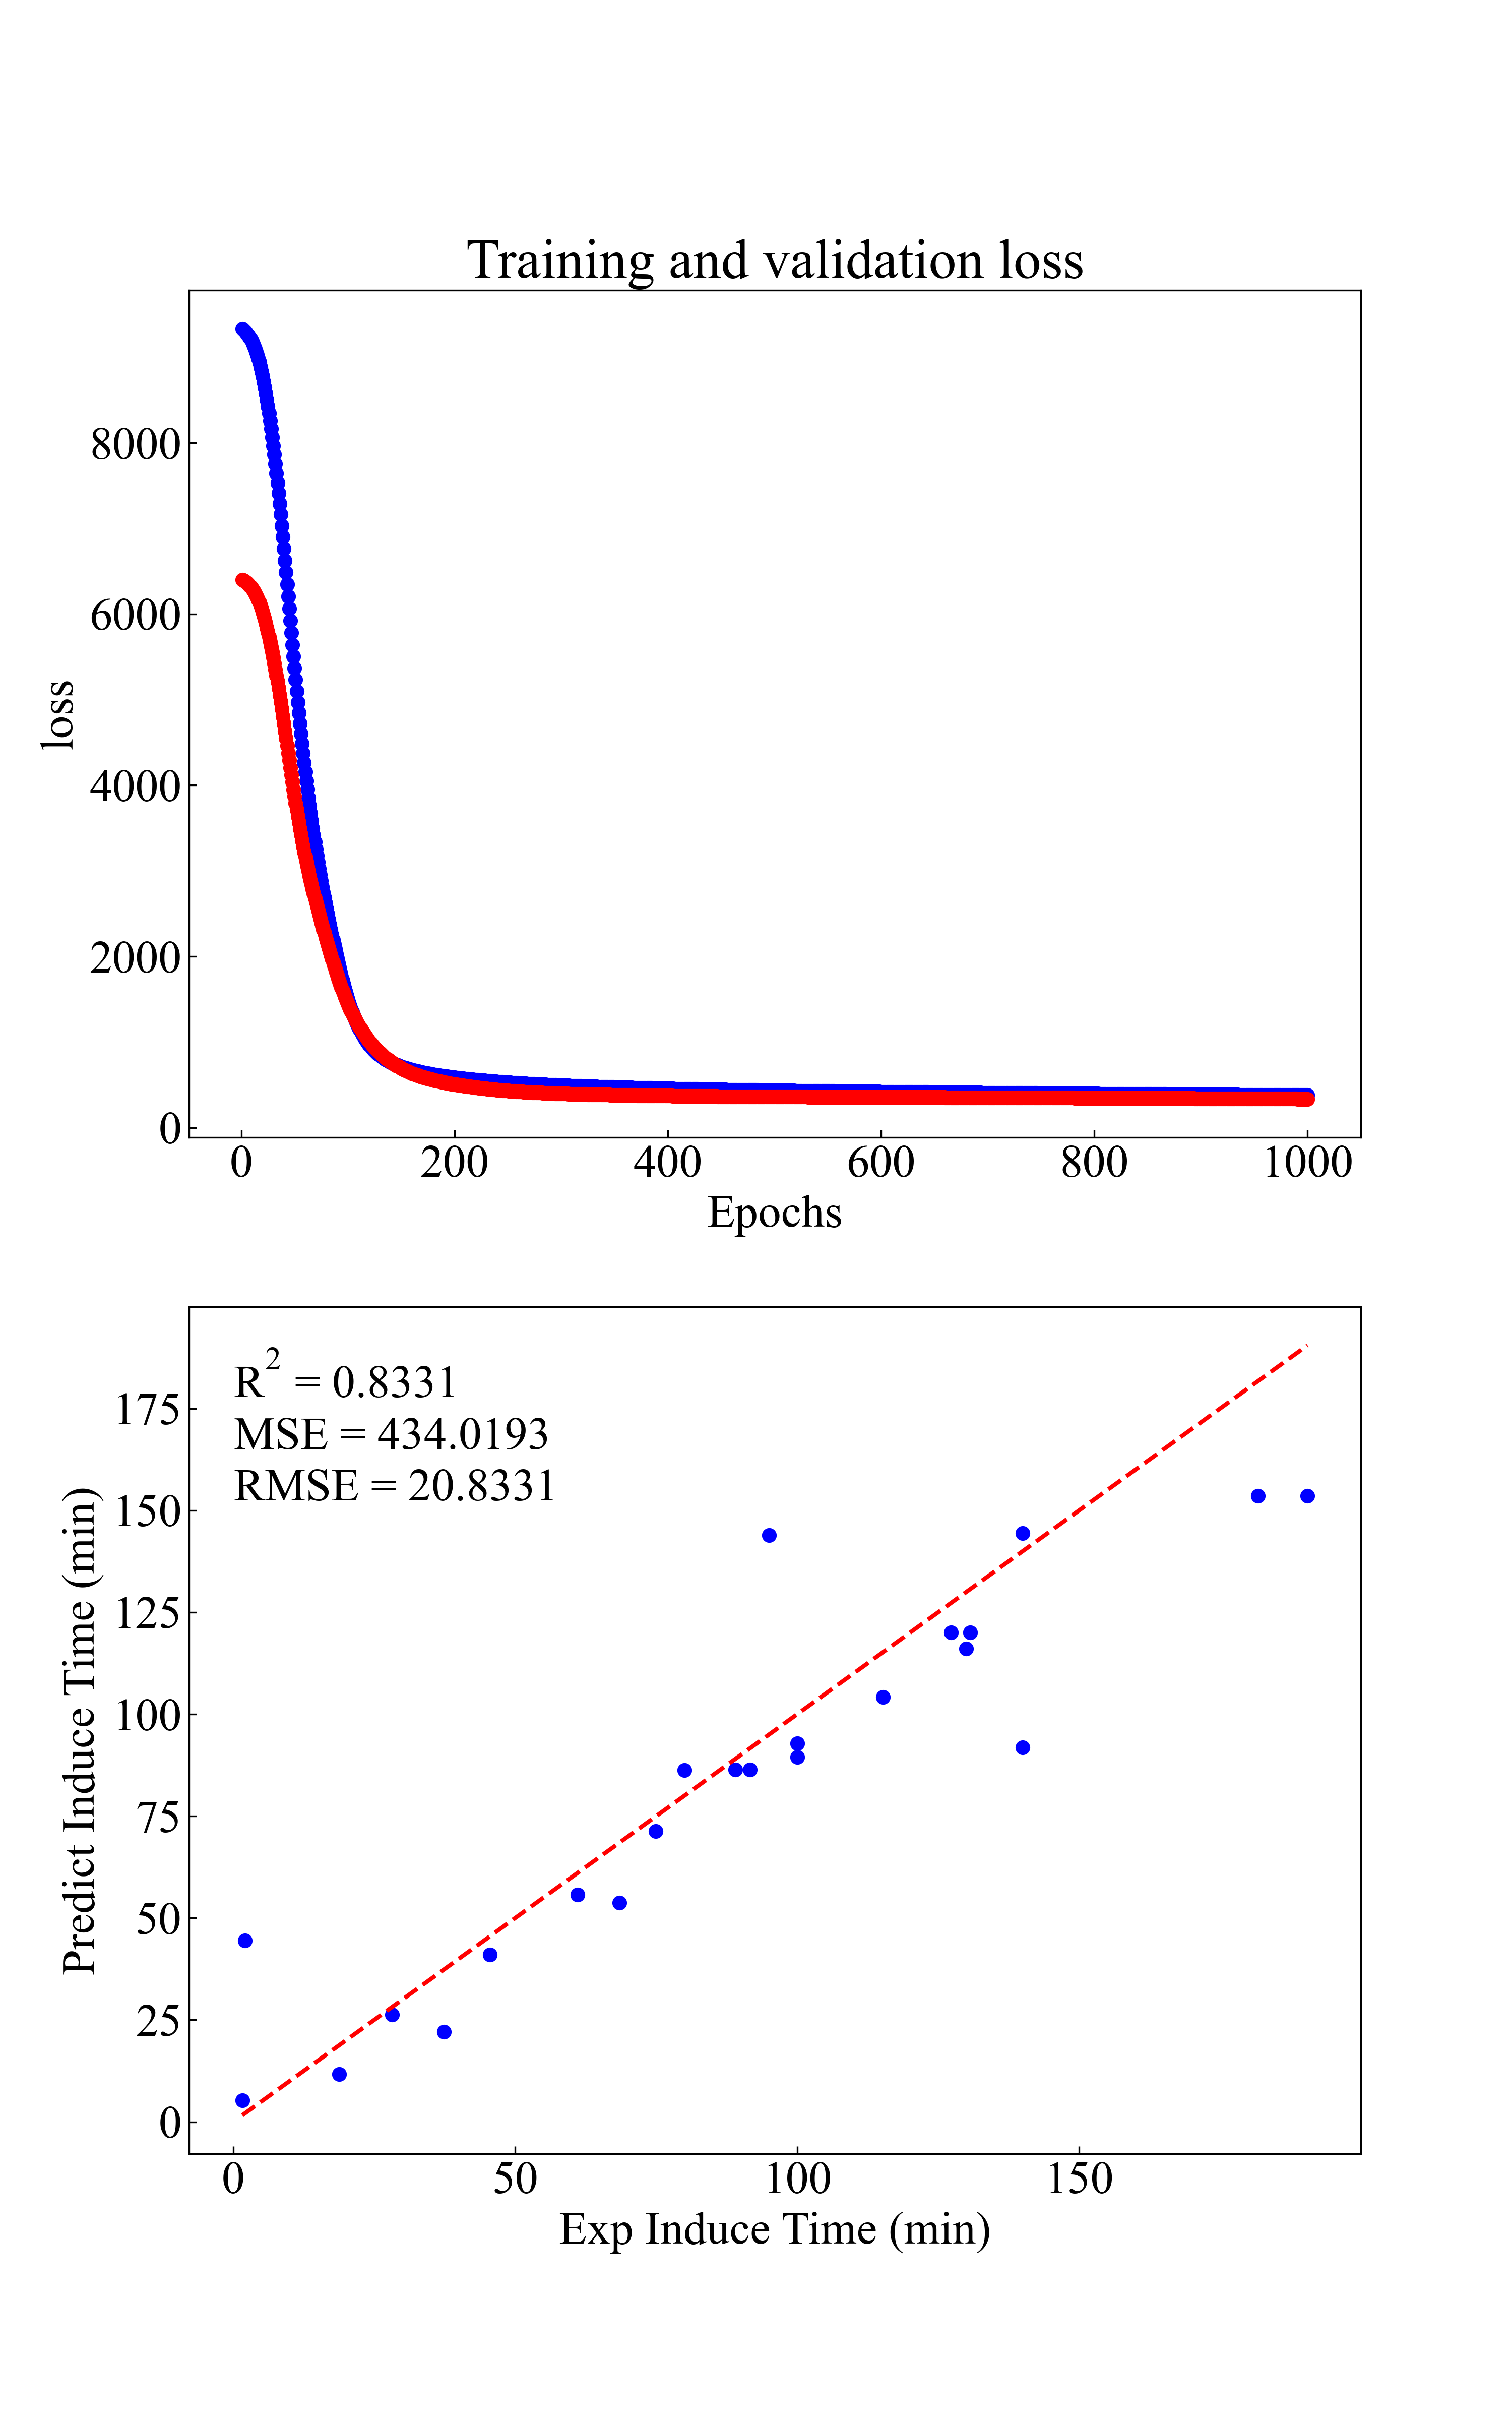 Training and validation loss
8000
6000
4000
2000
0
loss
0 200 400 600 800 1000
Epochs
R² = 0.8331
MSE = 434.0193
RMSE = 20.8331
175
150
125
100
75
50
25
0
Predict Induce Time (min)
0 50 100 150
Exp Induce Time (min)